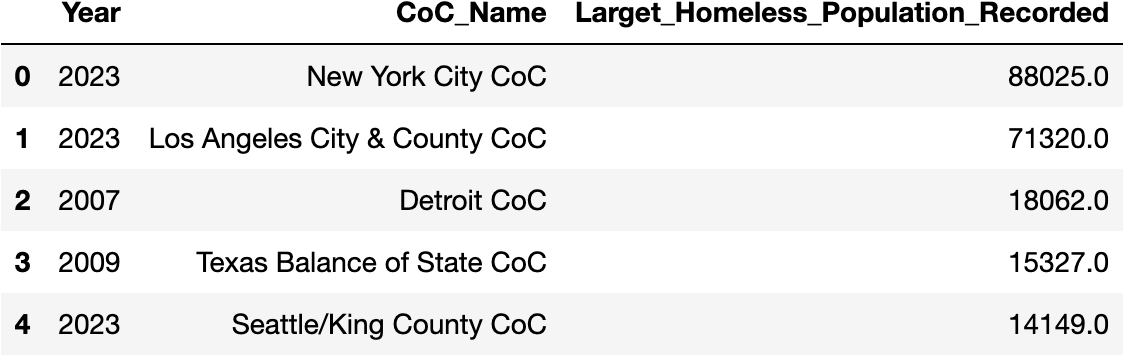 Year CoC_Name Larget_Homeless_Population_Recorded
0 2023 New York City CoC 88025.0
1 2023 Los Angeles City & County CoC 71320.0
2 2007 Detroit CoC 18062.0
3 2009 Texas Balance of State CoC 15327.0
4 2023 Seattle/King County CoC 14149.0